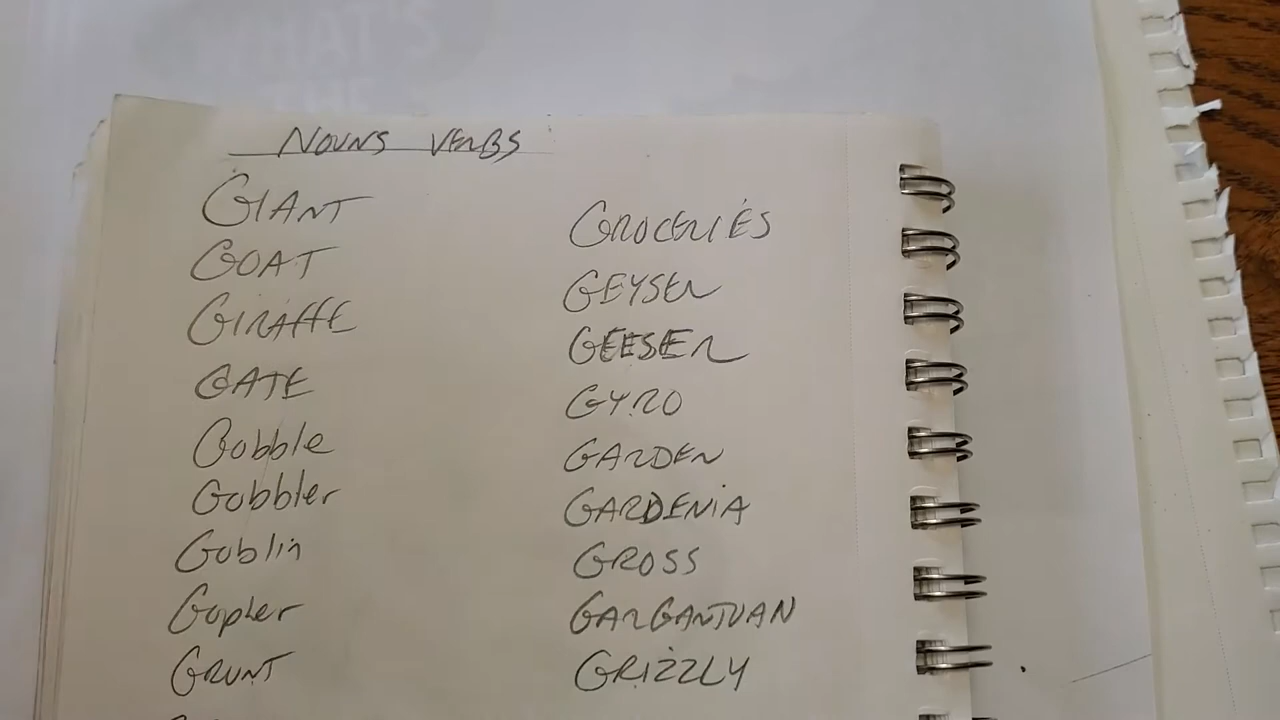 NOUNS VERBS
GIANT
GOAT
GIRAFFE
GATE
Gobble
Gobbler
Goblin
Gopler
GRUNT
GROCERIES
GEYSER
GEESER
GYRO
GARDEN
GARDENiA
GROSS
GARGANTUAN
GRIZZLY